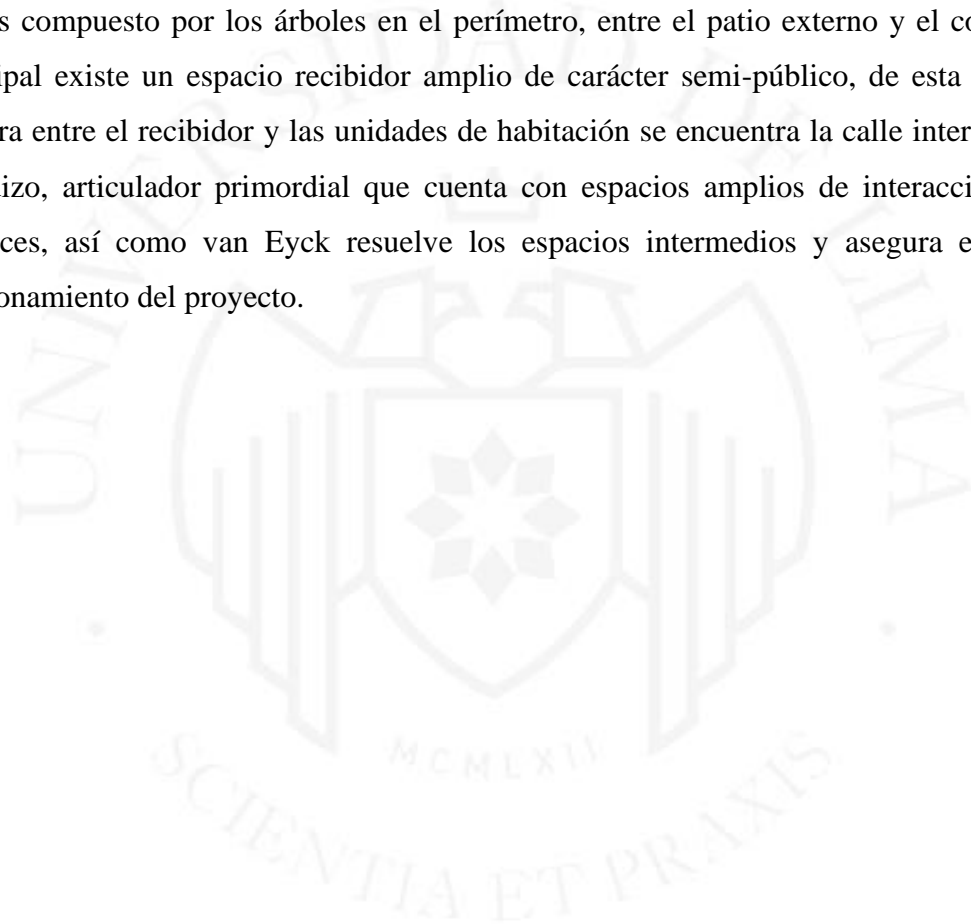 s compuesto por los árboles en el perímetro, entre el patio externo y el co
ipal existe un espacio recibidor amplio de carácter semi-público, de esta
ra entre el recibidor y las unidades de habitación se encuentra la calle inter
izo, articulador primordial que cuenta con espacios amplios de interacci
ces, así como van Eyck resuelve los espacios intermedios y asegura e
onamiento del proyecto.
UNIVERSIDAD DE LIMA
MCMLXII
SCIENTIA ET PRAXIS